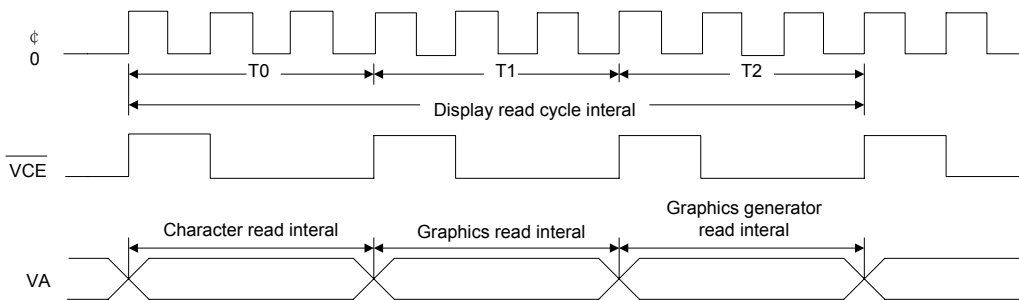 ¢
0
T0
T1
T2
Display read cycle interal
VCE
Character read interal
Graphics read interal
Graphics generator
read interal
VA